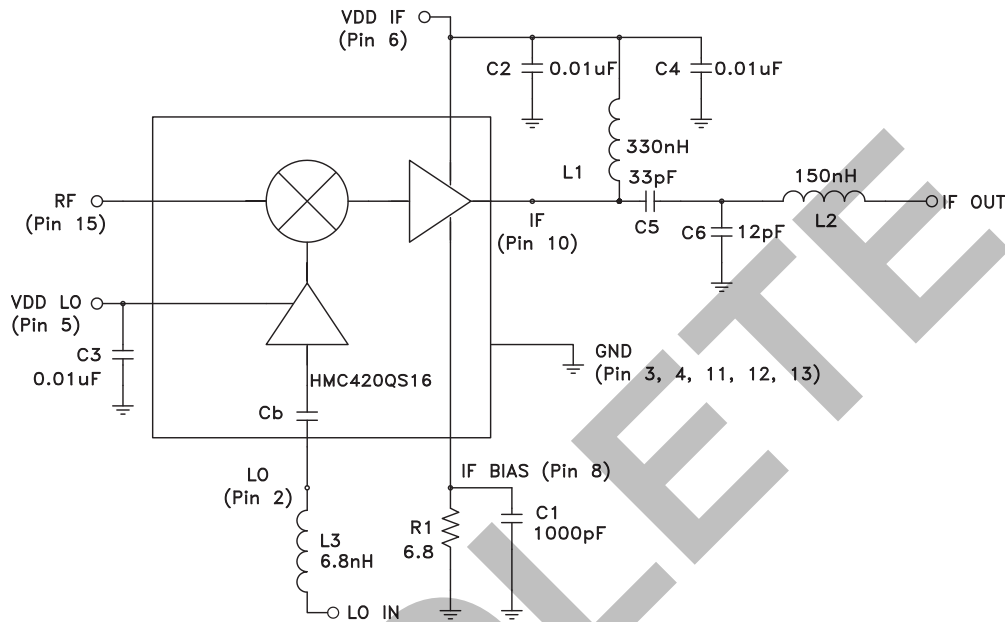 VDD IF
(Pin 6)
C2
0.01uF
C4
0.01uF
330nH
L1
33pF
C5
150nH
L2
IF OUT
C6
12pF
RF
(Pin 15)
IF
(Pin 10)
VDD LO
(Pin 5)
C3
0.01uF
HMC420QS16
Cb
GND
(Pin 3, 4, 11, 12, 13)
LO
(Pin 2)
IF BIAS (Pin 8)
L3
6.8nH
R1
6.8
C1
1000pF
LO IN